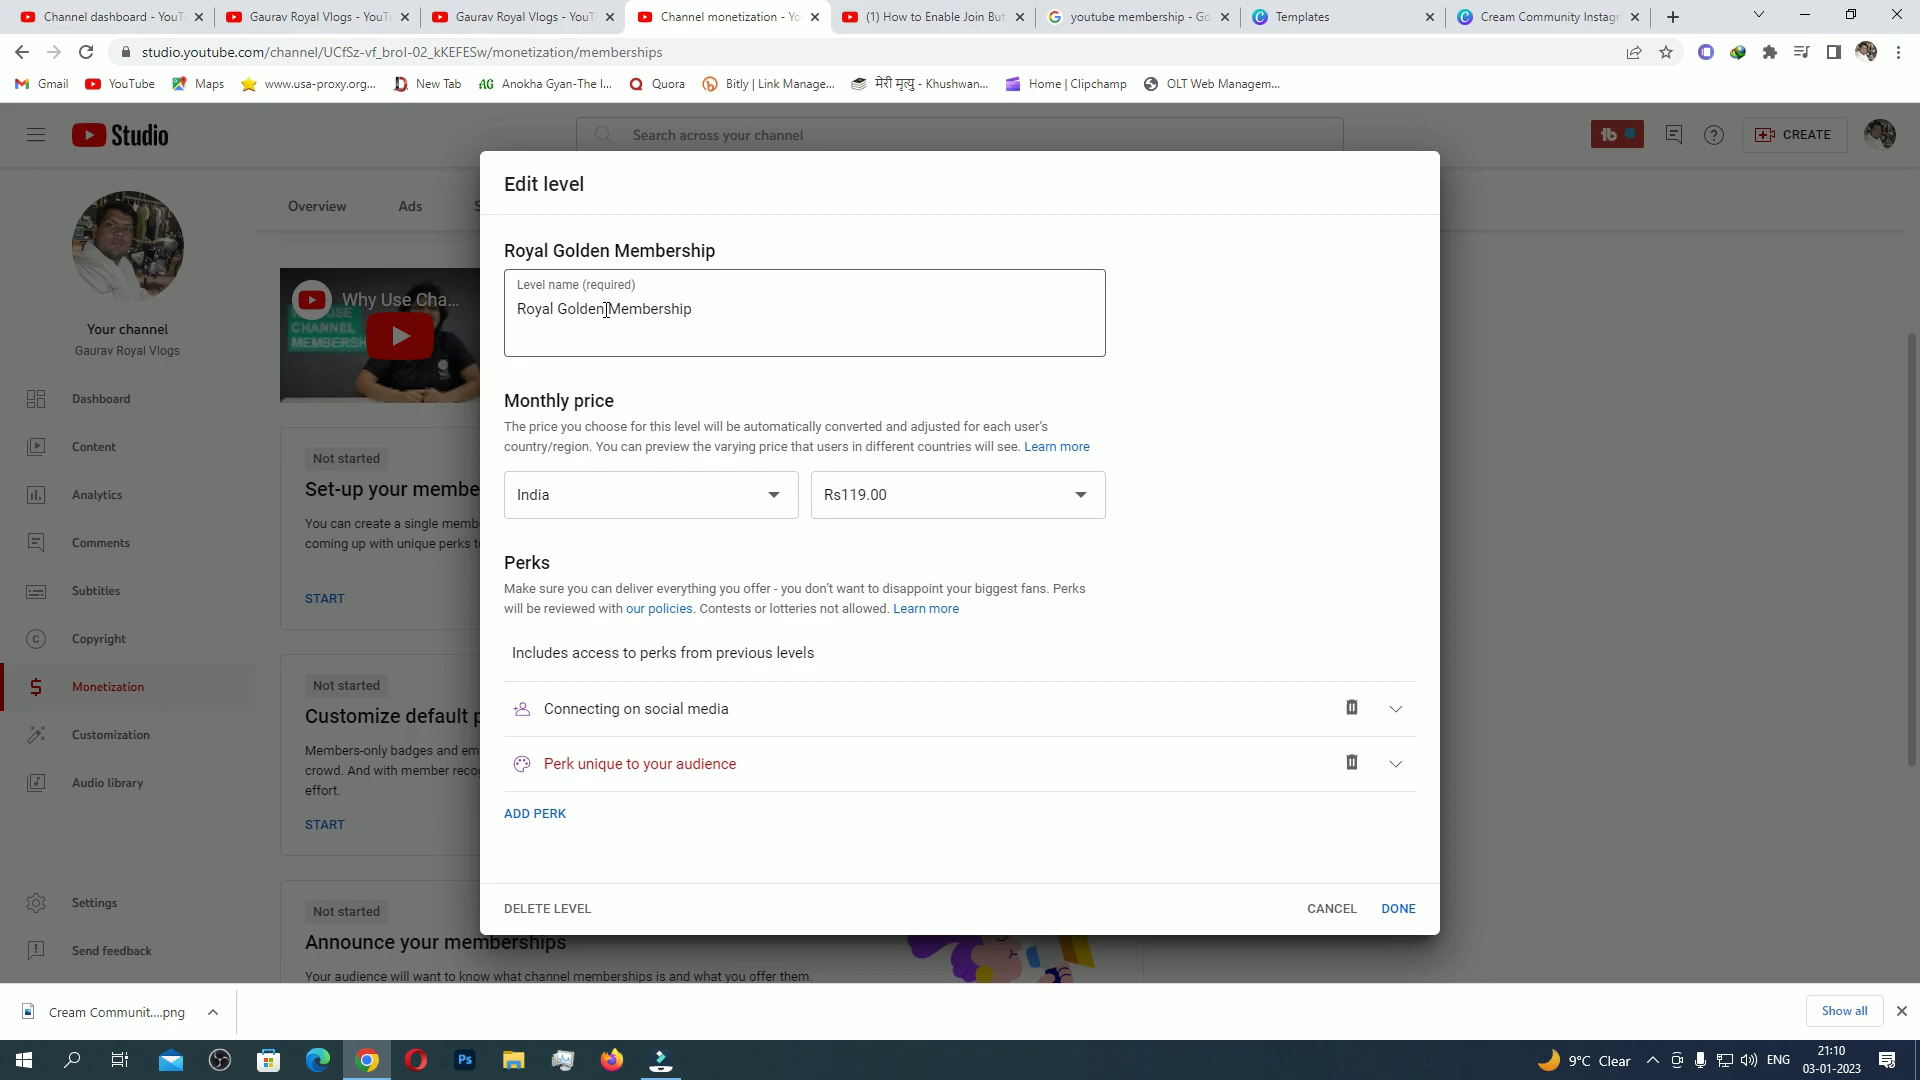 Channel dashboard - YouT
Gaurav Royal Vlogs - YouTu
Gaurav Royal Vlogs - YouT
Channel monetization - Yo
(1) How to Enable Join But
youtube membership - Go
Templates
Cream Community Instagr
studio.youtube.com/channel/UCfSz-vf_broI-02_kKEFESw/monetization/memberships
Gmail
YouTube
Maps
www.usa-proxy.org...
New Tab
AG Anokha Gyan-The I...
Quora
Bitly | Link Manage...
मेरी मृत्यु - Khushwan...
Home | Clipchamp
OLT Web Managem...
Studio
Search across your channel
CREATE
Overview
Ads
S
Your channel
Gaurav Royal Vlogs
Dashboard
Content
Analytics
Comments
Subtitles
Copyright
Monetization
Customization
Audio library
Settings
Send feedback
Why Use Cha...
CHANNEL
MEMBERSH
Not started
Set-up your membe
You can create a single memb
coming up with unique perks to
START
Not started
Customize default p
Members-only badges and em
crowd. And with member recog
effort.
START
Not started
Announce your memberships
Your audience will want to know what channel memberships is and what you offer them.
Edit level
Royal Golden Membership
Level name (required)
Royal Golden Membership
Monthly price
The price you choose for this level will be automatically converted and adjusted for each user's
country/region. You can preview the varying price that users in different countries will see. Learn more
India
Rs119.00
Perks
Make sure you can deliver everything you offer - you don't want to disappoint your biggest fans. Perks
will be reviewed with our policies. Contests or lotteries not allowed. Learn more
Includes access to perks from previous levels
Connecting on social media
Perk unique to your audience
ADD PERK
DELETE LEVEL
CANCEL
DONE
Cream Communit....png
Show all
Ps
9°C Clear
ENG
21:10
03-01-2023